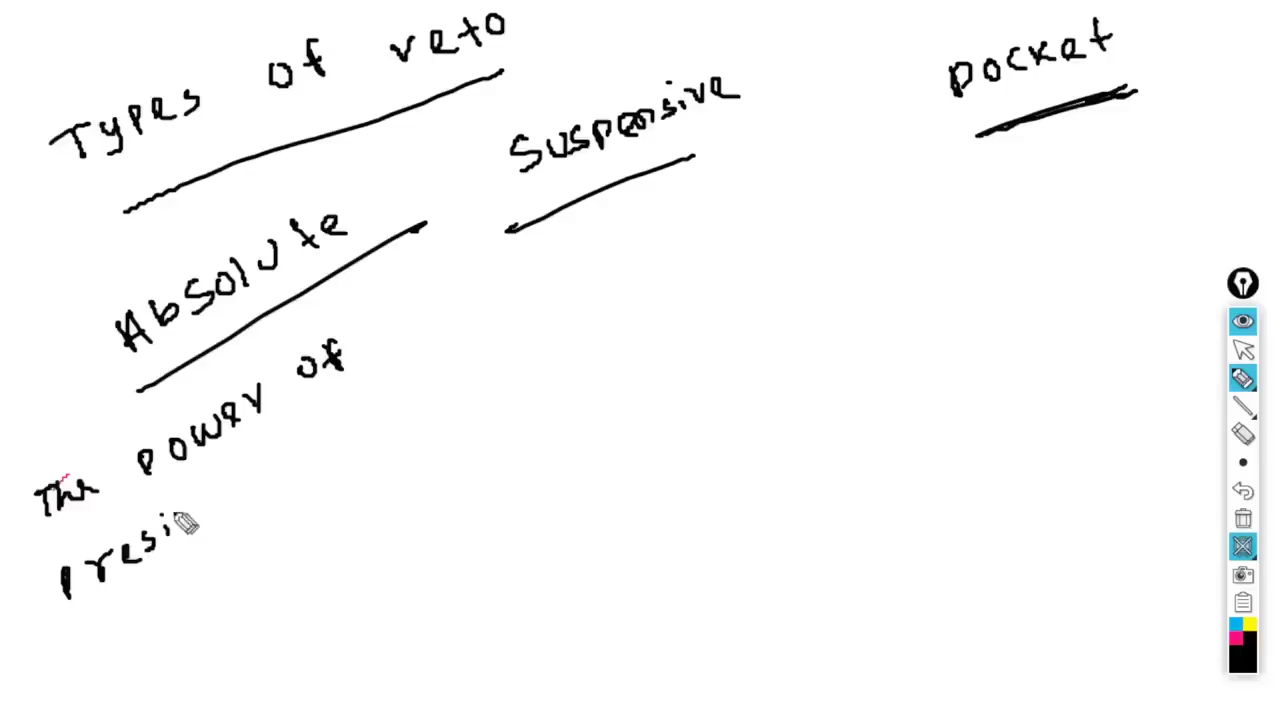 Types of veto
Absolute
Suspensive
pocket
The power of
presi